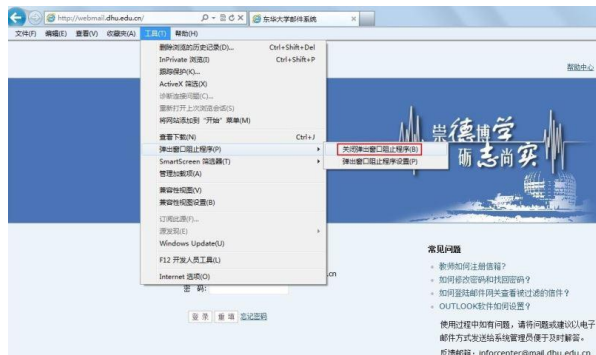 http://webmail.dhu.edu.cn/
东华大学邮件系统
文件(F) 编辑(E) 查看(V) 收藏夹(A) 工具(T) 帮助(H)
删除浏览的历史记录(D)... Ctrl+Shift+Del
InPrivate 浏览(I) Ctrl+Shift+P
跟踪保护(K)...
ActiveX 筛选(X)
诊断连接问题(C)...
重新打开上次浏览会话(S)
将网站添加到 "开始" 菜单(M)
查看下载(N) Ctrl+J
弹出窗口阻止程序(P)
SmartScreen 筛选器(T)
管理加载项(A)
兼容性视图(V)
兼容性视图设置(B)
订阅此源(F)...
源发现(E)
Windows Update(U)
F12 开发人员工具(L)
Internet 选项(O)
关闭弹出窗口阻止程序(B)
弹出窗口阻止程序设置(P)
帮助中心
崇德博学
砺志尚实
.cn
密 码:
登录 重填 忘记密码
常见问题
教师如何注册信箱?
如何修改密码和找回密码?
如何登陆邮件网关查看被过滤的信件?
OUTLOOK软件如何设置?
使用过程中如有问题，请将问题或建议以电子
邮件方式发送给系统管理员便于及时解答。
反馈邮箱: inforcenter@mail.dhu.edu.cn